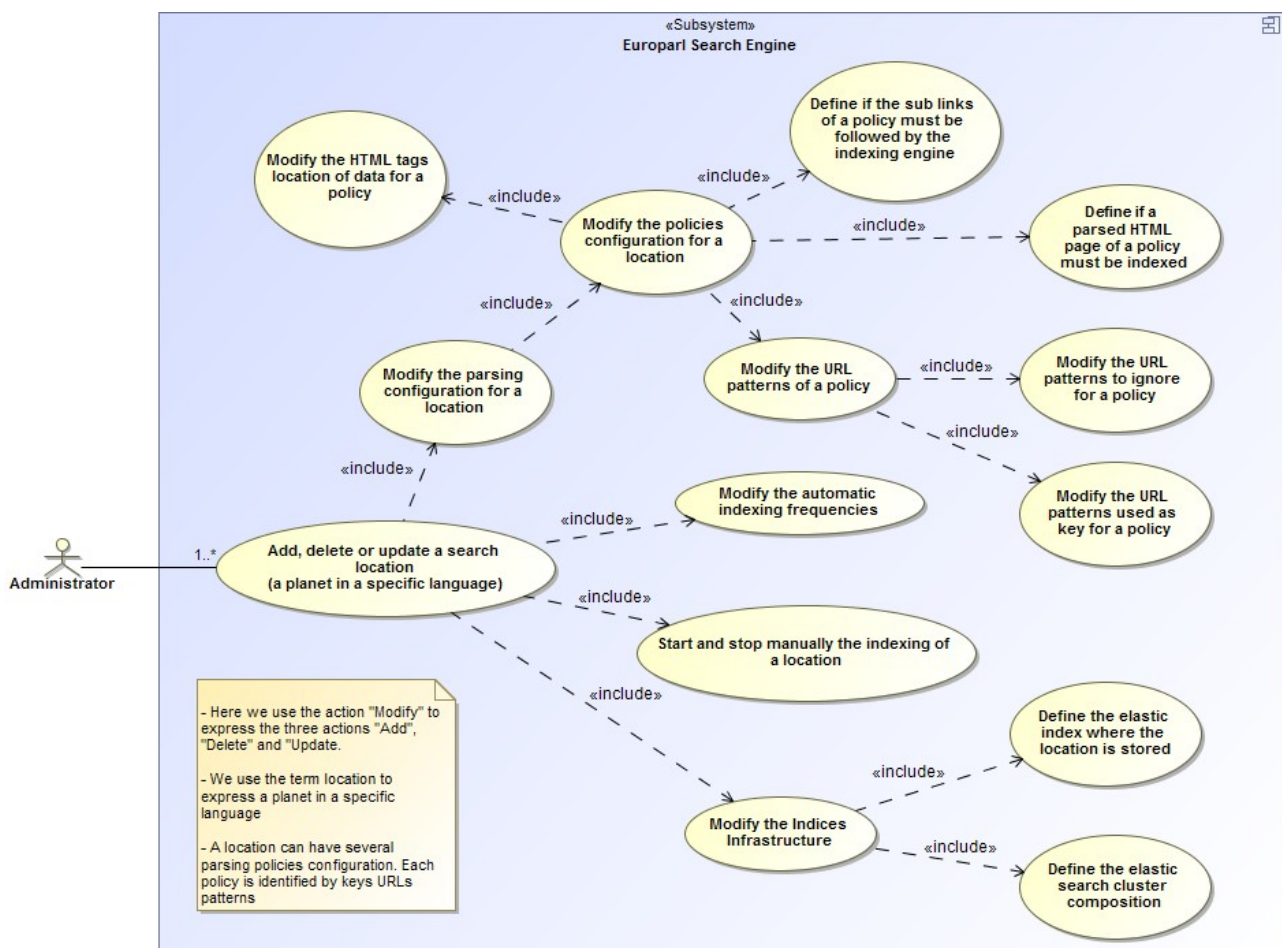 «Subsystem»
Europarl Search Engine
Define if the sub links
of a policy must be
followed by the
indexing engine
Modify the HTML tags
location of data for a
policy
«include»
«include»
Modify the policies
configuration for a
location
«include»
Define if a
parsed HTML
page of a policy
must be indexed
«include»
«include»
Modify the parsing
configuration for a
location
Modify the URL
patterns of a policy
«include»
Modify the URL
patterns to ignore
for a policy
«include»
«include»
Modify the URL
patterns used as
key for a policy
Modify the automatic
indexing frequencies
«include»
Administrator
1..*
Add, delete or update a search
location
(a planet in a specific language)
«include»
Start and stop manually the indexing of
a location
«include»
- Here we use the action "Modify" to
express the three actions "Add",
"Delete" and "Update.
- We use the term location to
express a planet in a specific
language
- A location can have several
parsing policies configuration. Each
policy is identified by keys URLs
patterns
Modify the Indices
Infrastructure
«include»
Define the elastic
index where the
location is stored
«include»
Define the elastic
search cluster
composition